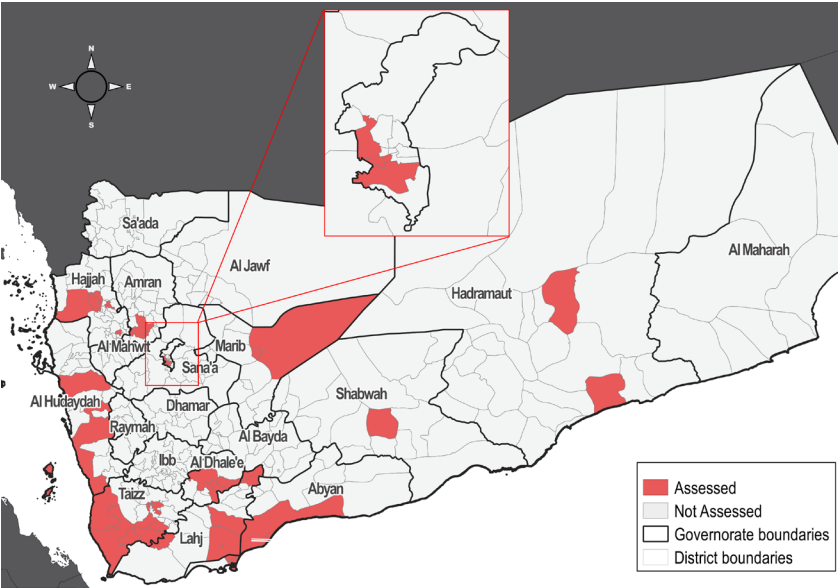 N
W
E
S
Sa'ada
Al Jawf
Al Maharah
Hajjah
Amran
Hadramaut
Al Mahwit
Marib
Sana'a
Shabwah
Al Hudaydah
Dhamar
Raymah
Al Bayda
Ibb
Al Dhale'e
Abyan
Taizz
Lahj
Assessed
Not Assessed
Governorate boundaries
District boundaries